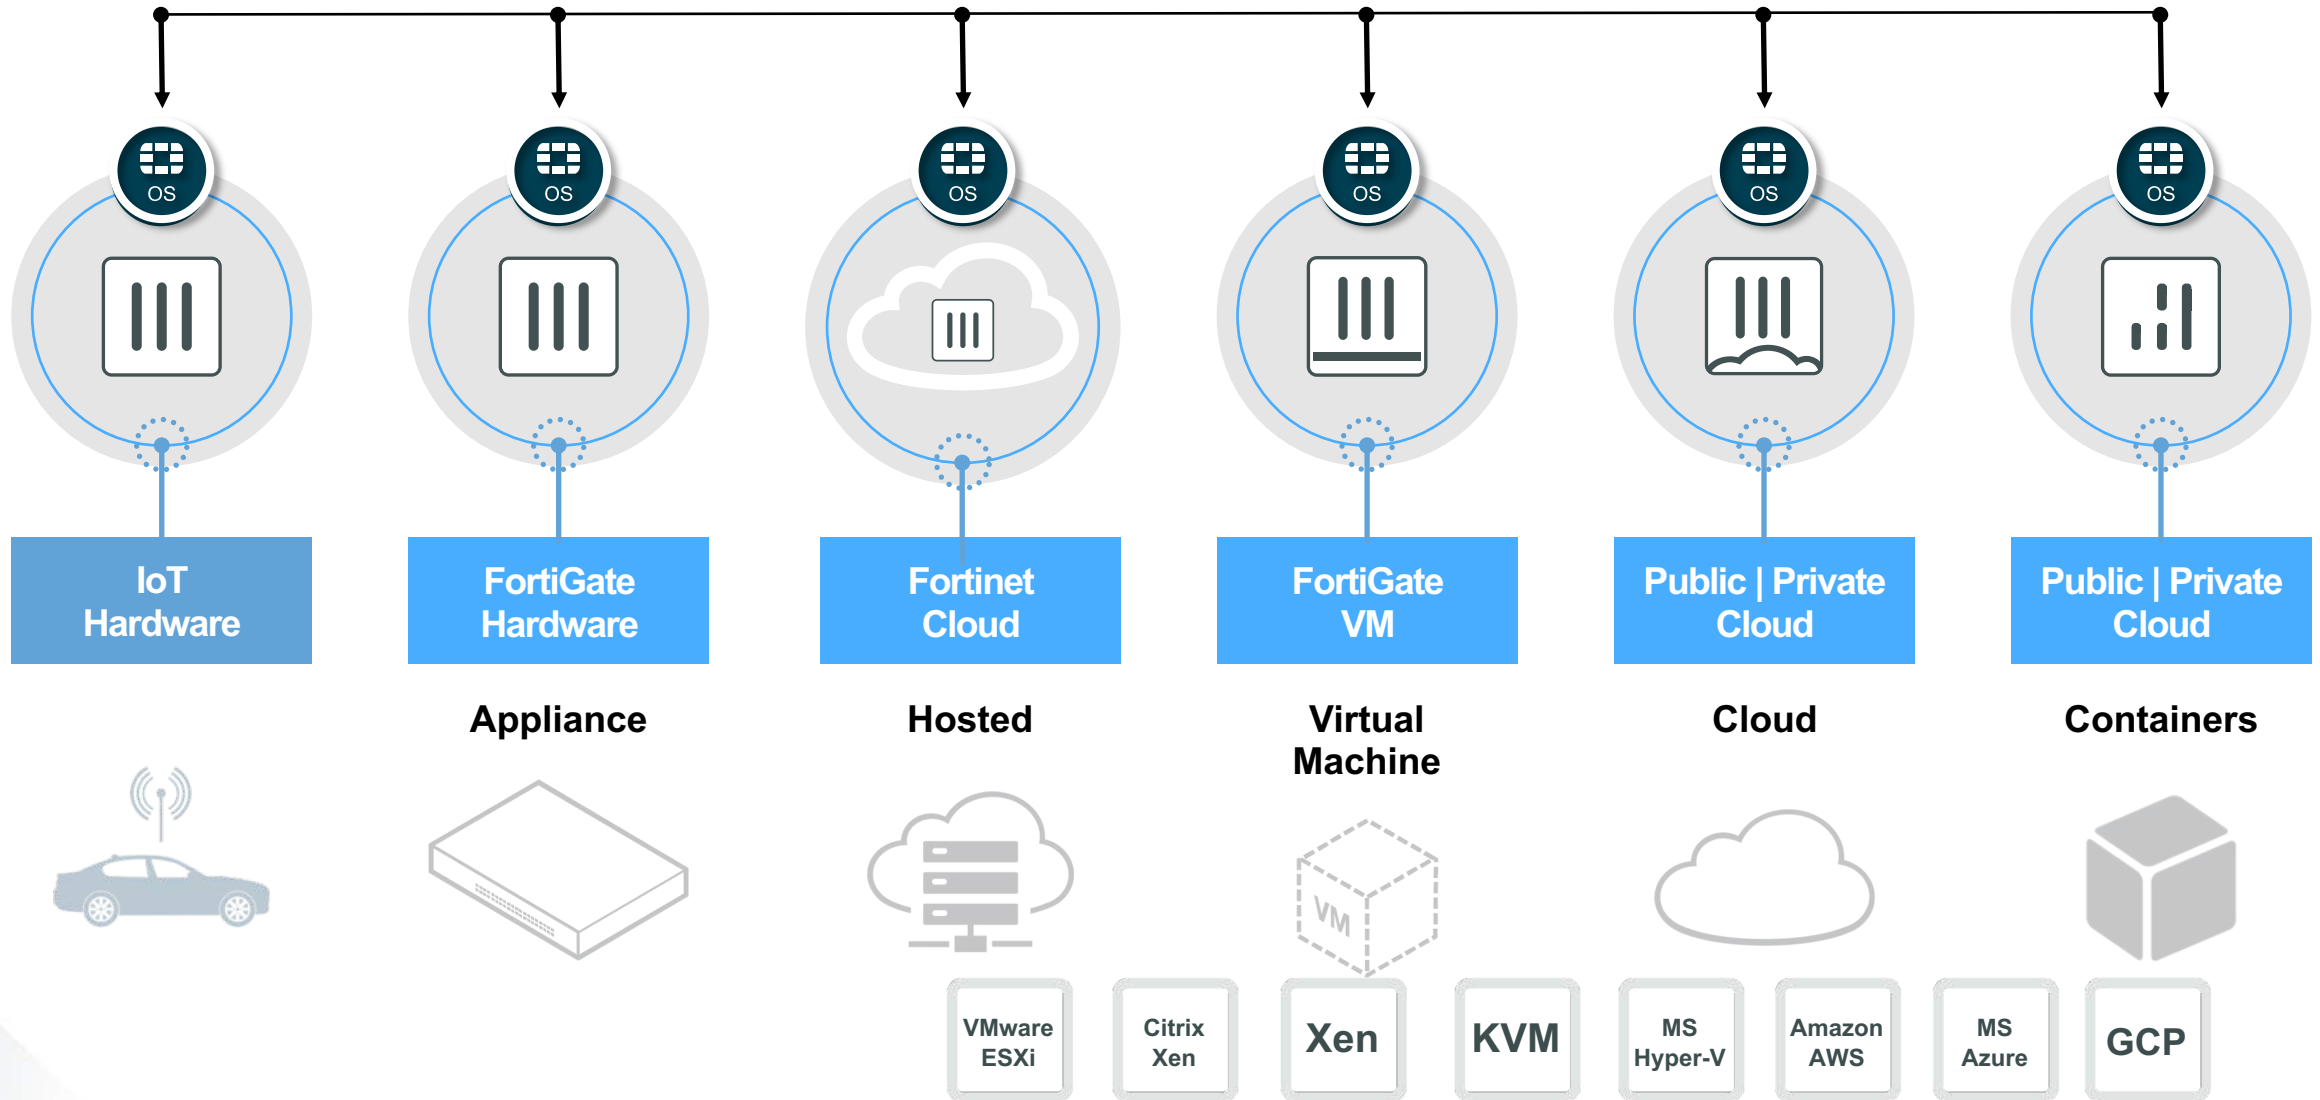 OS
OS
OS
OS
OS
OS
IoT
Hardware
FortiGate
Hardware
Fortinet
Cloud
FortiGate
VM
Public | Private
Cloud
Public | Private
Cloud
Appliance
Hosted
Virtual
Machine
Cloud
Containers
VM
VMware
ESXi
Citrix
Xen
Xen
KVM
MS
Hyper-V
Amazon
AWS
MS
Azure
GCP